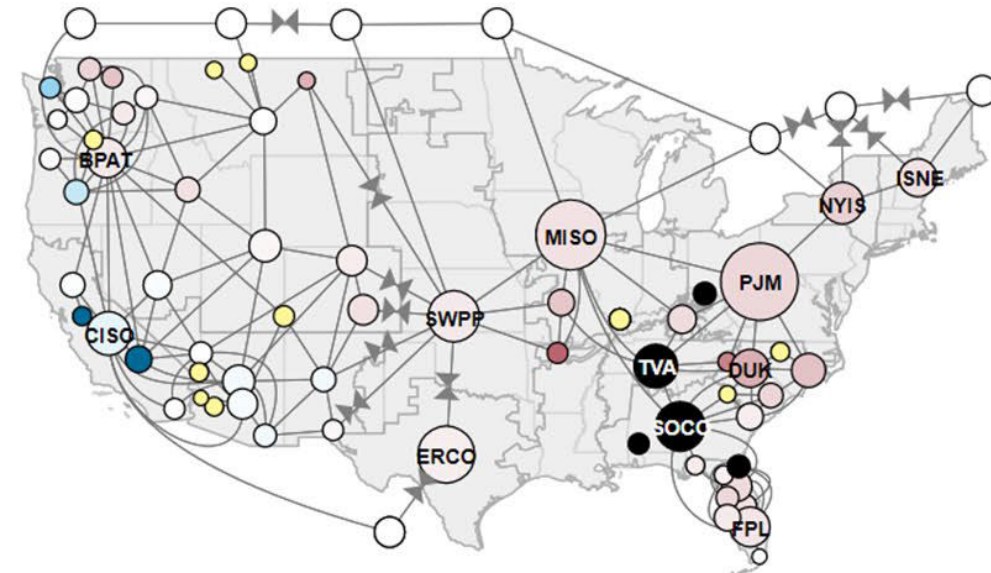 BPAT
ISNE
NYIS
MISO
PJM
SWPP
CISO
TVA
DUK
SOCO
ERCO
FPL